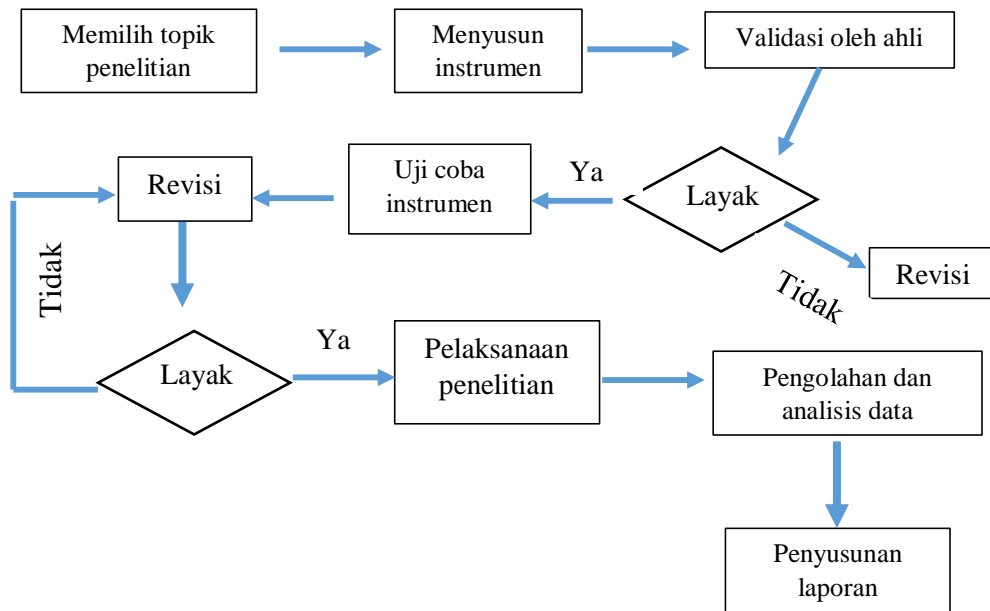 Memilih topik
penelitian
Menyusun
instrumen
Validasi oleh ahli
Layak
Ya
Tidak
Revisi
Uji coba
instrumen
Revisi
Tidak
Layak
Ya
Pelaksanaan
penelitian
Pengolahan dan
analisis data
Penyusunan
laporan